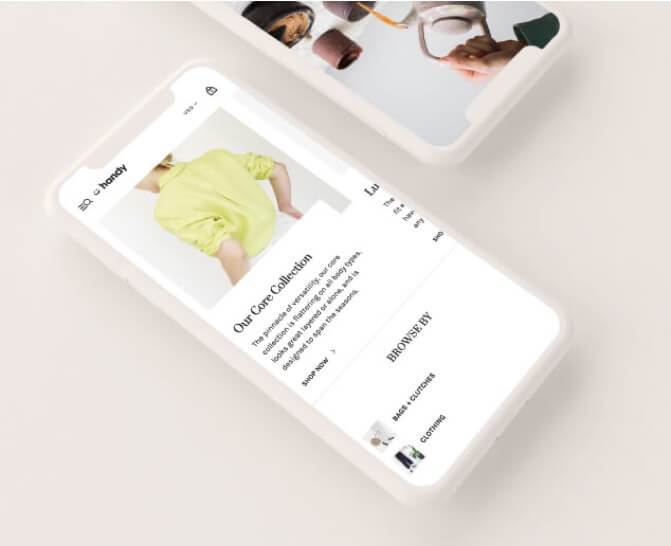 USD
handy
Our Core Collection
The pinnacle of versatility, our core
collection is flattering on all body types,
looks great layered or alone, and is
designed to span the seasons.
SHOP NOW
Lu
The
fit a
hav
any
SHO
BROWSE BY
BAGS + CLUTCHES
CLOTHING